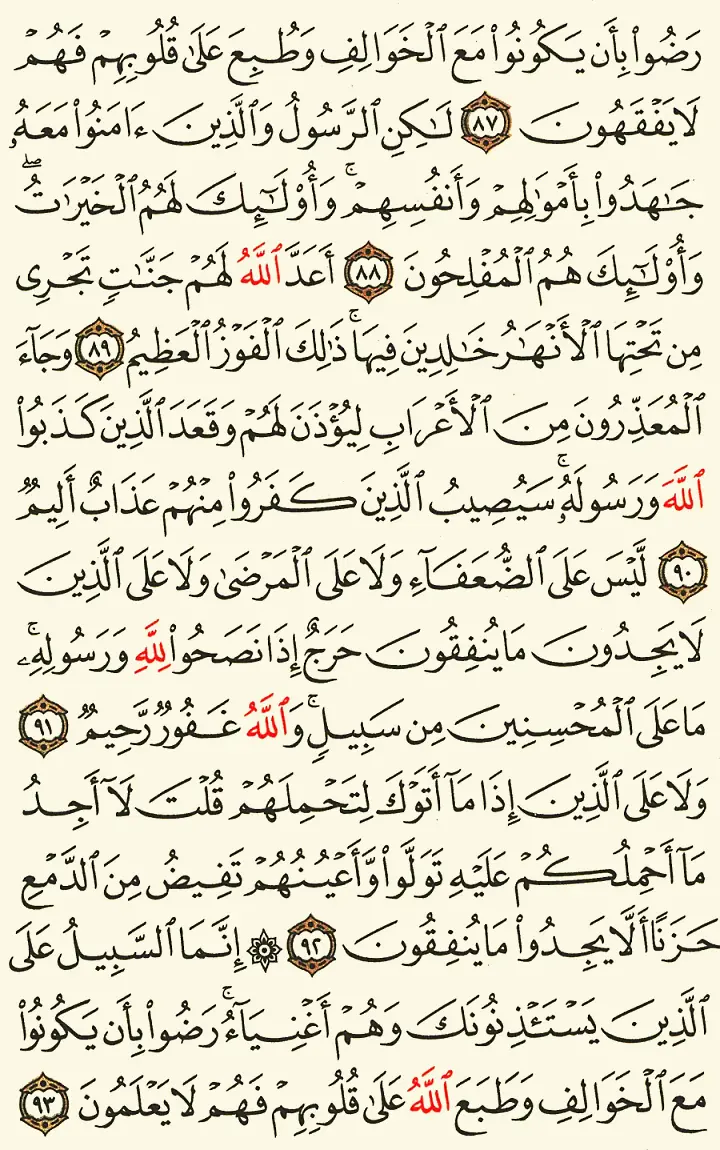 رَضُوا۟ بِأَن يَكُونُوا۟ مَعَ ٱلْخَوَالِفِ وَطُبِعَ عَلَىٰ قُلُوبِهِمْ فَهُمْ
لَا يَفْقَهُونَ ٨٧ لَـٰكِنِ ٱلرَّسُولُ وَٱلَّذِينَ ءَامَنُوا۟ مَعَهُۥ
جَـٰهَدُوا۟ بِأَمْوَٰلِهِمْ وَأَنفُسِهِمْ ۚ وَأُو۟لَـٰٓئِكَ لَهُمُ ٱلْخَيْرَٰتُ ۖ
وَأُو۟لَـٰٓئِكَ هُمُ ٱلْمُفْلِحُونَ ٨٨ أَعَدَّ ٱللَّهُ لَهُمْ جَنَّـٰتٍ تَجْرِى
مِن تَحْتِهَا ٱلْأَنْهَـٰرُ خَـٰلِدِينَ فِيهَا ۚ ذَٰلِكَ ٱلْفَوْزُ ٱلْعَظِيمُ ٨٩ وَجَآءَ
ٱلْمُعَذِّرُونَ مِنَ ٱلْأَعْرَابِ لِيُؤْذَنَ لَهُمْ وَقَعَدَ ٱلَّذِينَ كَذَبُوا۟
ٱللَّهَ وَرَسُولَهُۥ ۚ سَيُصِيبُ ٱلَّذِينَ كَفَرُوا۟ مِنْهُمْ عَذَابٌ أَلِيمٌ
٩٠ لَّيْسَ عَلَى ٱلضُّعَفَآءِ وَلَا عَلَى ٱلْمَرْضَىٰ وَلَا عَلَى ٱلَّذِينَ
لَا يَجِدُونَ مَا يُنفِقُونَ حَرَجٌ إِذَا نَصَحُوا۟ لِلَّهِ وَرَسُولِهِۦ ۚ
مَا عَلَى ٱلْمُحْسِنِينَ مِن سَبِيلٍ ۚ وَٱللَّهُ غَفُورٌ رَّحِيمٌ ٩١
وَلَا عَلَى ٱلَّذِينَ إِذَا مَآ أَتَوْكَ لِتَحْمِلَهُمْ قُلْتَ لَآ أَجِدُ
مَآ أَحْمِلُكُمْ عَلَيْهِ تَوَلَّوا۟ وَّأَعْيُنُهُمْ تَفِيضُ مِنَ ٱلدَّمْعِ
حَزَنًا أَلَّا يَجِدُوا۟ مَا يُنفِقُونَ ٩٢ ۞ إِنَّمَا ٱلسَّبِيلُ عَلَى
ٱلَّذِينَ يَسْتَـْٔذِنُونَكَ وَهُمْ أَغْنِيَآءُ ۚ رَضُوا۟ بِأَن يَكُونُوا۟
مَعَ ٱلْخَوَالِفِ وَطَبَعَ ٱللَّهُ عَلَىٰ قُلُوبِهِمْ فَهُمْ لَا يَعْلَمُونَ ٩٣